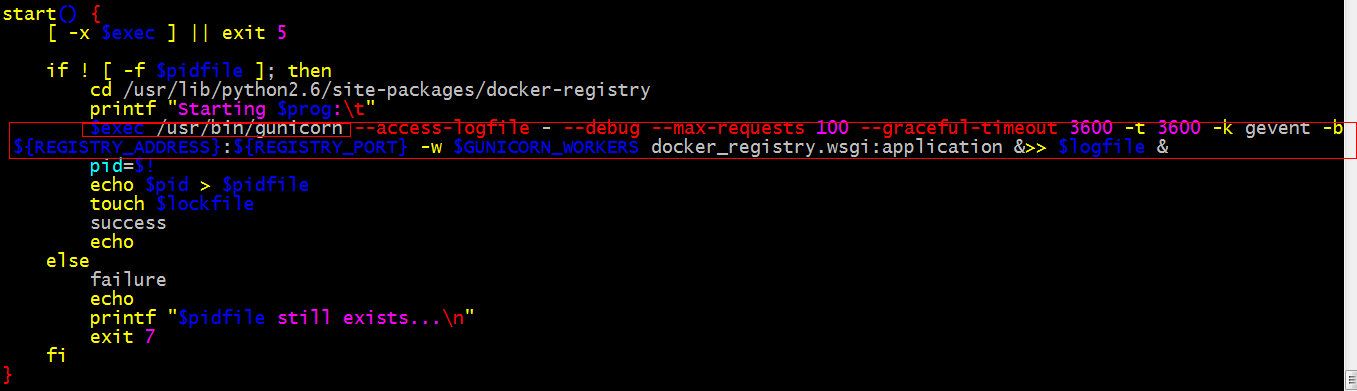 start() {
    [ -x $exec ] || exit 5

    if ! [ -f $pidfile ]; then
        cd /usr/lib/python2.6/site-packages/docker-registry
        printf "Starting $prog:\t"
        $exec /usr/bin/gunicorn --access-logfile - --debug --max-requests 100 --graceful-timeout 3600 -t 3600 -k gevent -b
${REGISTRY_ADDRESS}:${REGISTRY_PORT} -w $GUNICORN_WORKERS docker_registry.wsgi:application &>> $logfile &
        pid=$!
        echo $pid > $pidfile
        touch $lockfile
        success
        echo
    else
        failure
        echo
        printf "$pidfile still exists...\n"
        exit 7
    fi
}